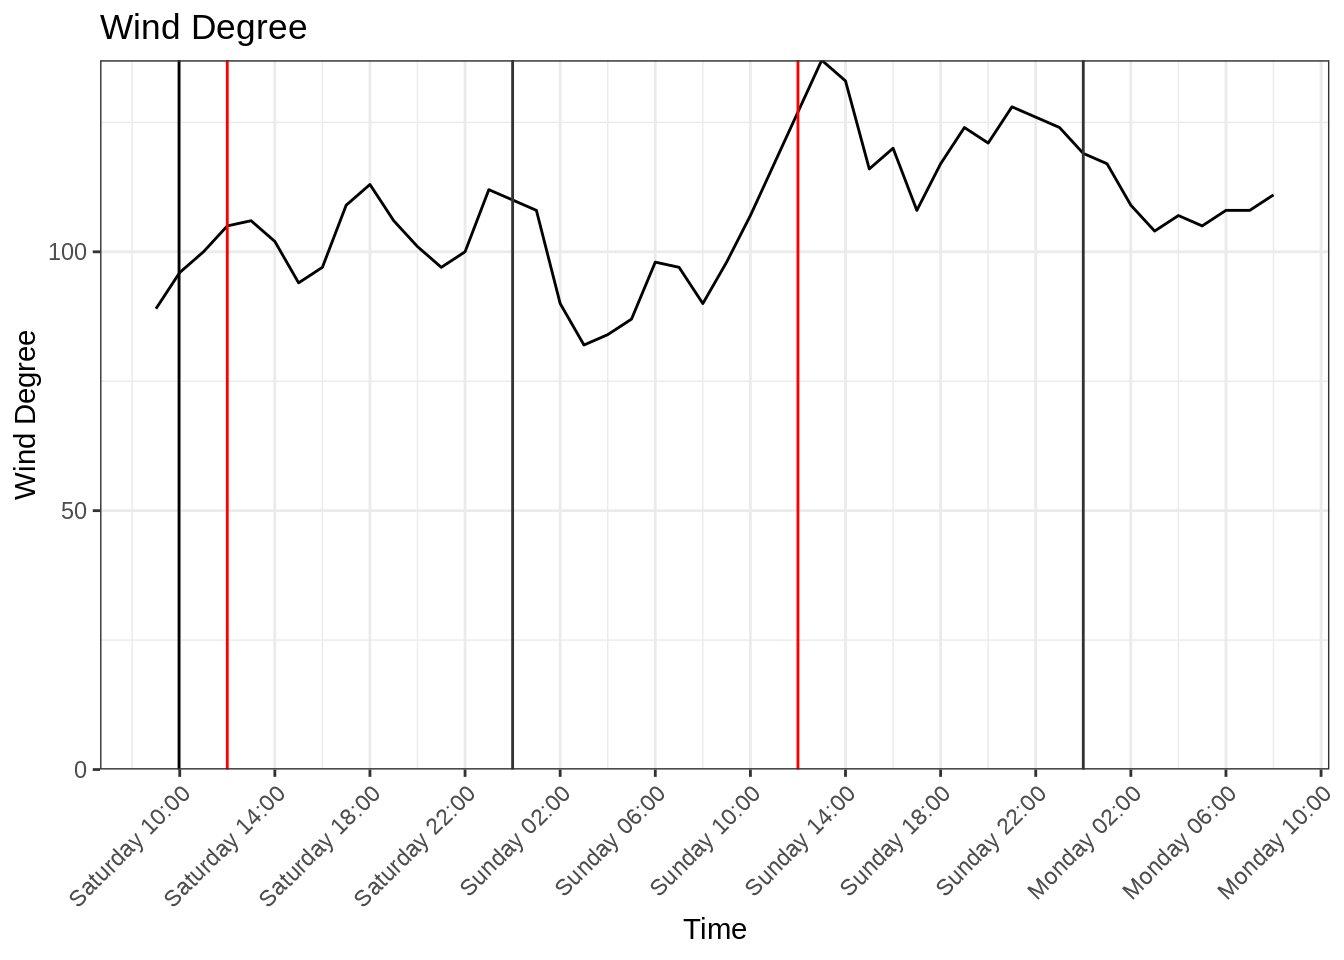 Wind Degree
Wind Degree
100
50
0
Saturday 10:00
Saturday 14:00
Saturday 18:00
Saturday 22:00
Sunday 02:00
Sunday 06:00
Sunday 10:00
Sunday 14:00
Sunday 18:00
Sunday 22:00
Monday 02:00
Monday 06:00
Monday 10:00
Time